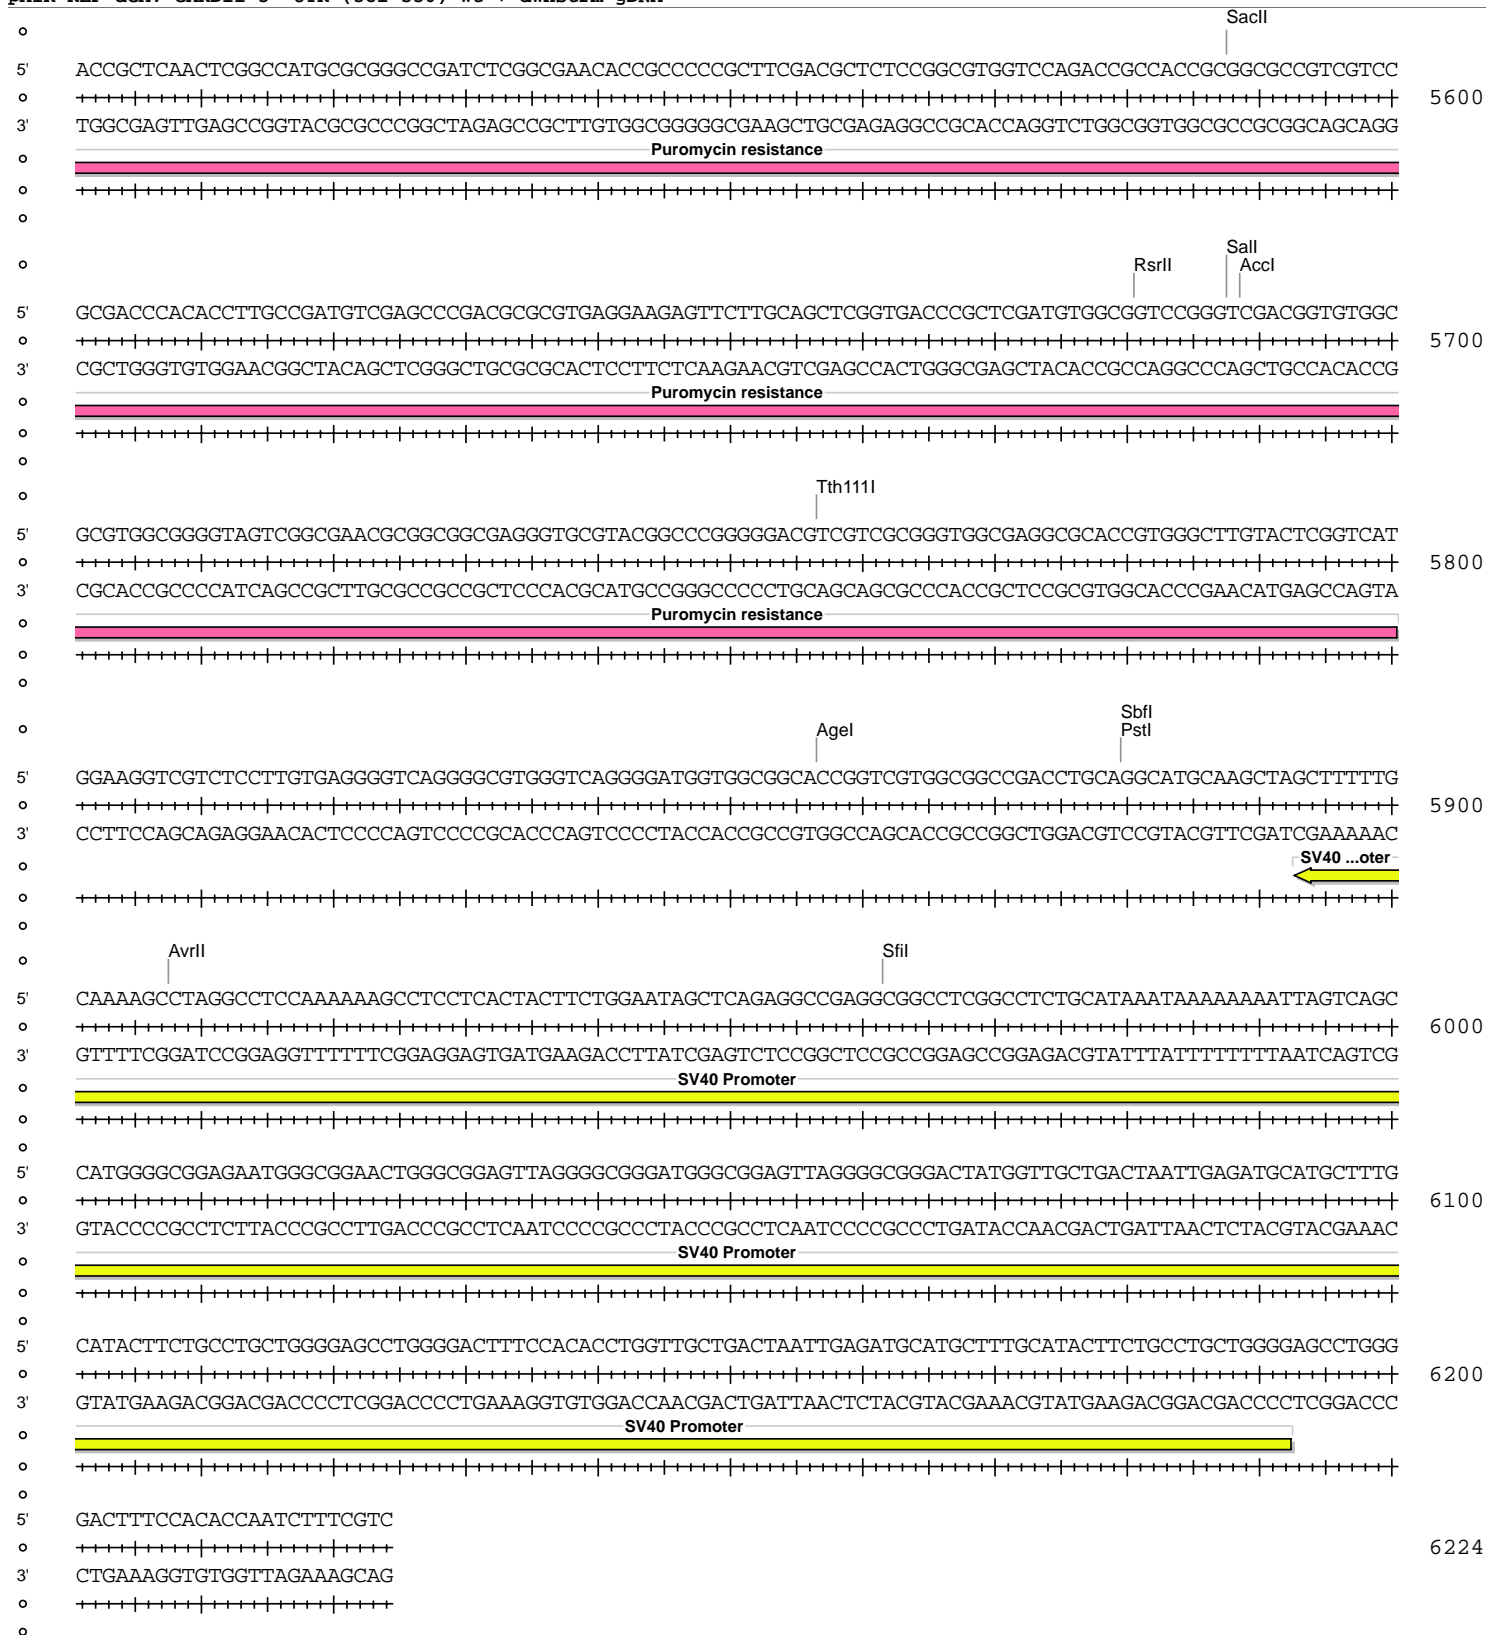 SacII
5' ACCGCTCAACTCGGCCATGCGCGGGCCGATCTCGGCGAACACCGCCCCCGCTTCGACGCTCTCCGGCGTGGTCCAGACCGCCACCGCGGCGCCGTCGTCC
5600
3' TGGCGAGTTGAGCCGGTACGCGCCCGGCTAGAGCCGCTTGTGGCGGGGGCGAAGCTGCGAGAGGCCGCACCAGGTCTGGCGGTGGCGCCGCGGCAGCAGG
Puromycin resistance
SalI
RsrII AccI
5' GCGACCCACACCTTGCCGATGTCGAGCCCGACGCGCGTGAGGAAGAGTTCTTGCAGCTCGGTGACCCGCTCGATGTGGCGGTCCGGGTCGACGGTGTGGC
5700
3' CGCTGGGTGTGGAACGGCTACAGCTCGGGCTGCGCGCACTCCTTCTCAAGAACGTCGAGCCACTGGGCGAGCTACACCGCCAGGCCCAGCTGCCACACCG
Puromycin resistance
Tth111I
5' GCGTGGCGGGGTAGTCGGCGAACGCGGCGGCGAGGGTGCGTACGGCCCGGGGGACGTCGTCGCGGGTGGCGAGGCGCACCGTGGGCTTGTACTCGGTCAT
5800
3' CGCACCGCCCCATCAGCCGCTTGCGCCGCCGCTCCCACGCATGCCGGGCCCCCTGCAGCAGCGCCCACCGCTCCGCGTGGCACCCGAACATGAGCCAGTA
Puromycin resistance
SbfI
AgeI PstI
5' GGAAGGTCGTCTCCTTGTGAGGGGTCAGGGGCGTGGGTCAGGGGATGGTGGCGGCACCGGTCGTGGCGGCCGACCTGCAGGCATGCAAGCTAGCTTTTTG
5900
3' CCTTCCAGCAGAGGAACACTCCCCAGTCCCCGCACCCAGTCCCCTACCACCGCCGTGGCCAGCACCGCCGGCTGGACGTCCGTACGTTCGATCGAAAAAC
SV40 ...oter
AvrII SfiI
5' CAAAAGCCTAGGCCTCCAAAAAAGCCTCCTCACTACTTCTGGAATAGCTCAGAGGCCGAGGCGGCCTCGGCCTCTGCATAAATAAAAAAAATTAGTCAGC
6000
3' GTTTTCGGATCCGGAGGTTTTTTCGGAGGAGTGATGAAGACCTTATCGAGTCTCCGGCTCCGCCGGAGCCGGAGACGTATTTATTTTTTTTAATCAGTCG
SV40 Promoter
5' CATGGGGCGGAGAATGGGCGGAACTGGGCGGAGTTAGGGGCGGGATGGGCGGAGTTAGGGGCGGGACTATGGTTGCTGACTAATTGAGATGCATGCTTTG
6100
3' GTACCCCGCCTCTTACCCGCCTTGACCCGCCTCAATCCCCGCCCTACCCGCCTCAATCCCCGCCCTGATACCAACGACTGATTAACTCTACGTACGAAAC
SV40 Promoter
5' CATACTTCTGCCTGCTGGGGAGCCTGGGGACTTTCCACACCTGGTTGCTGACTAATTGAGATGCATGCTTTGCATACTTCTGCCTGCTGGGGAGCCTGGG
6200
3' GTATGAAGACGGACGACCCCTCGGACCCCTGAAAGGTGTGGACCAACGACTGATTAACTCTACGTACGAAACGTATGAAGACGGACGACCCCTCGGACCC
SV40 Promoter
5' GACTTTCCACACCAATCTTTCGTC
6224
3' CTGAAAGGTGTGGTTAGAAAGCAG